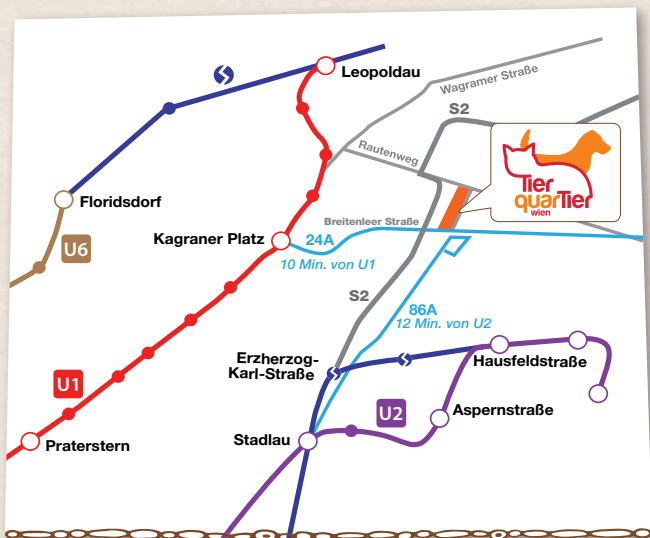 Leopoldau
Wagramer Straße
S2
Rautenweg
Tier
quarTier
wien
Floridsdorf
U6
Breitenleer Straße
Kagraner Platz
24A
10 Min. von U1
S2
86A
12 Min. von U2
Erzherzog-
Karl-Straße
Hausfeldstraße
U1
U2
Aspernstraße
Praterstern
Stadlau